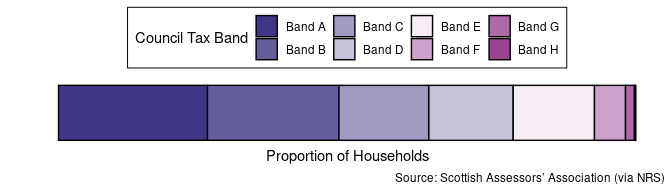 Council Tax Band
Band A Band C Band E Band G
Band B Band D Band F Band H
Proportion of Households
Source: Scottish Assessors' Association (via NRS)